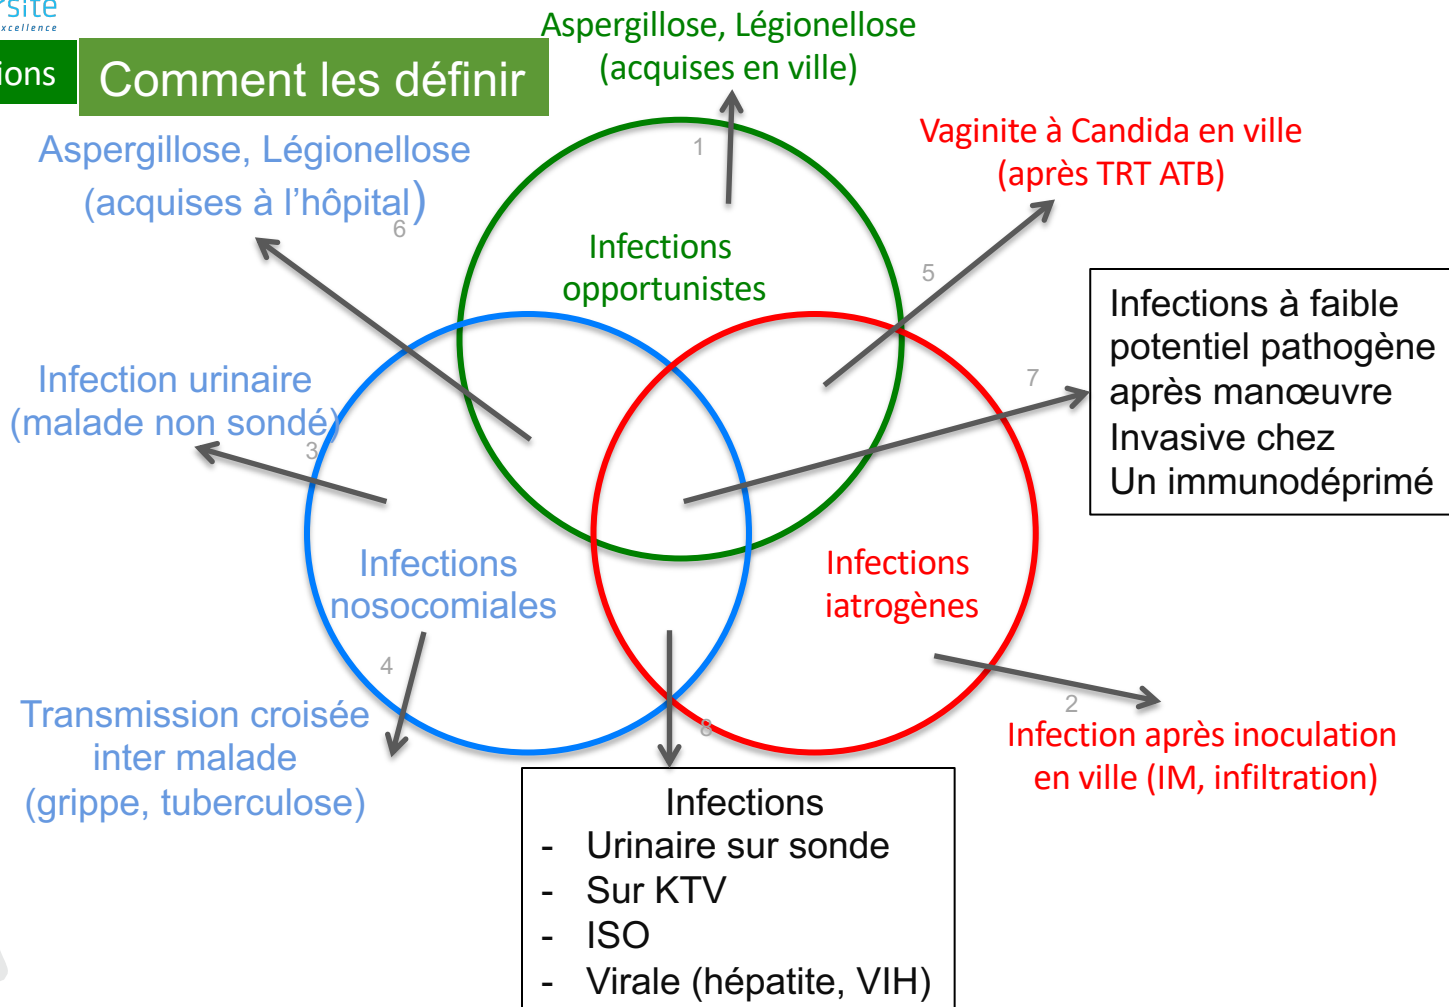 rsité
excellence
ions
Comment les définir
Aspergillose, Légionellose
(acquises en ville)
1
Vaginite à Candida en ville
(après TRT ATB)
5
Aspergillose, Légionellose
(acquises à l'hôpital)
6
Infections
opportunistes
Infections à faible
potentiel pathogène
après manœuvre
Invasive chez
Un immunodéprimé
7
Infection urinaire
(malade non sondé)
3
Infections
nosocomiales
4
Infections
iatrogènes
2
Transmission croisée
inter malade
(grippe, tuberculose)
8
Infection après inoculation
en ville (IM, infiltration)
Infections
- Urinaire sur sonde
- Sur KTV
- ISO
- Virale (hépatite, VIH)